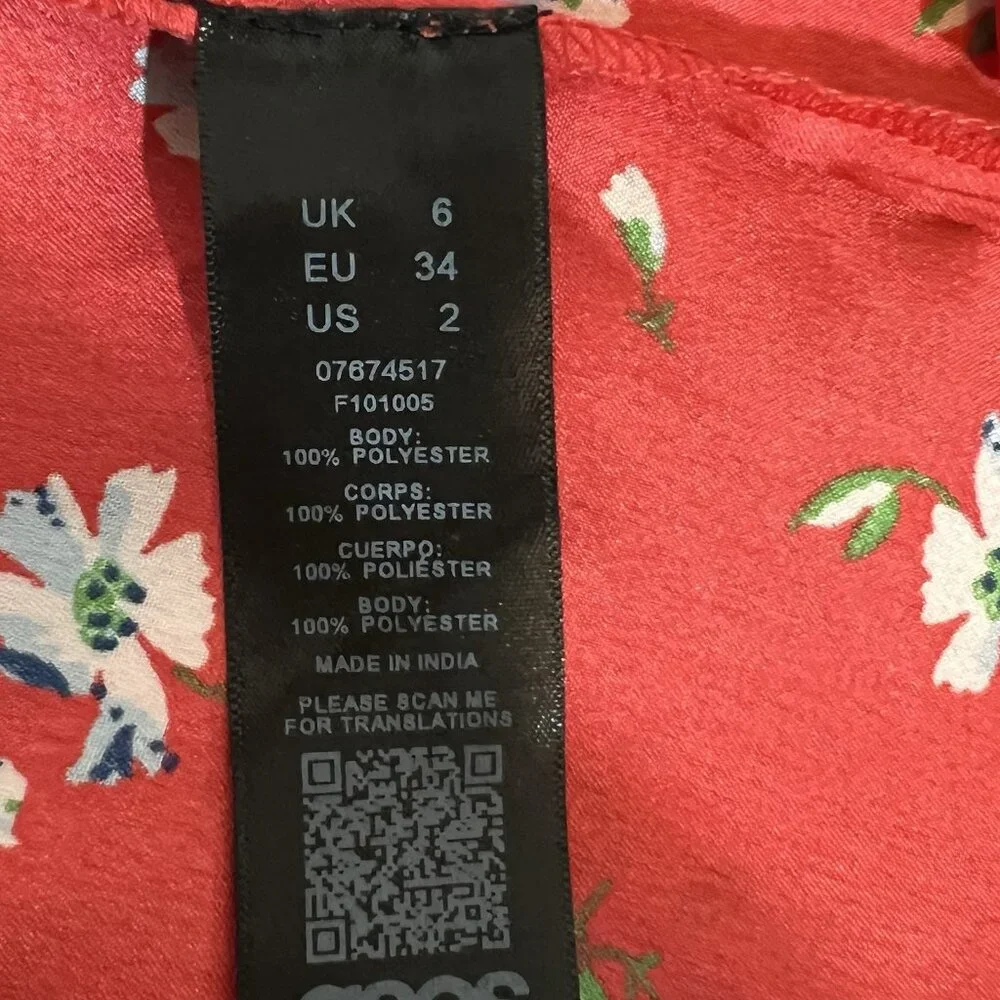 UK 6
EU 34
US 2
07674517
F101005
BODY:
100% POLYESTER
CORPS:
100% POLYESTER
CUERPO:
100% POLIÉSTER
BODY:
100% POLYESTER
MADE IN INDIA
PLEASE SCAN ME
FOR TRANSLATIONS